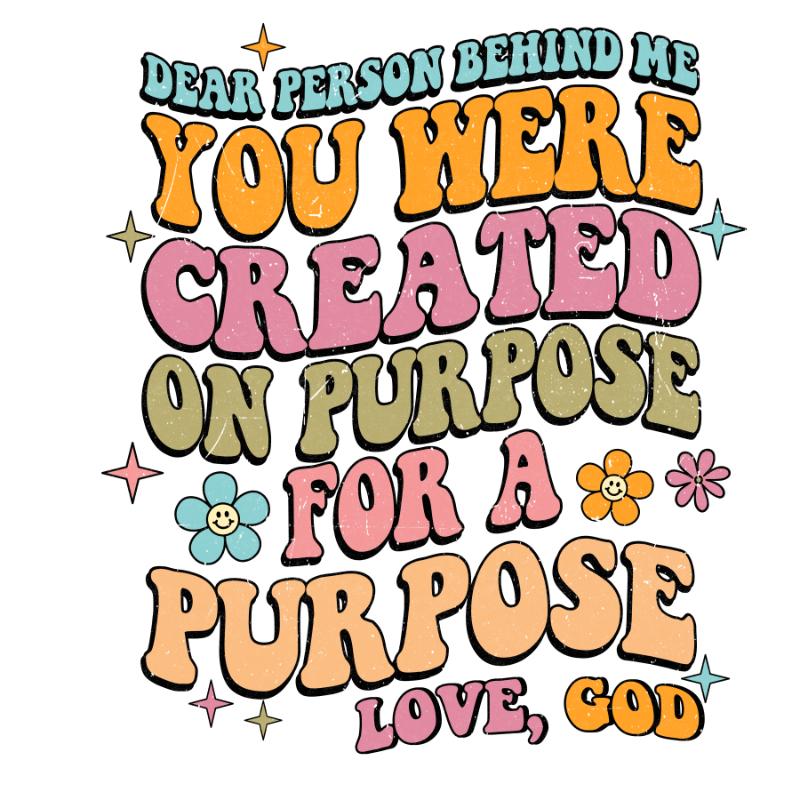 DEAR PERSON BEHIND ME
YOU WERE
CREATED
ON PURPOSE
FOR A
PURPOSE
LOVE, GOD